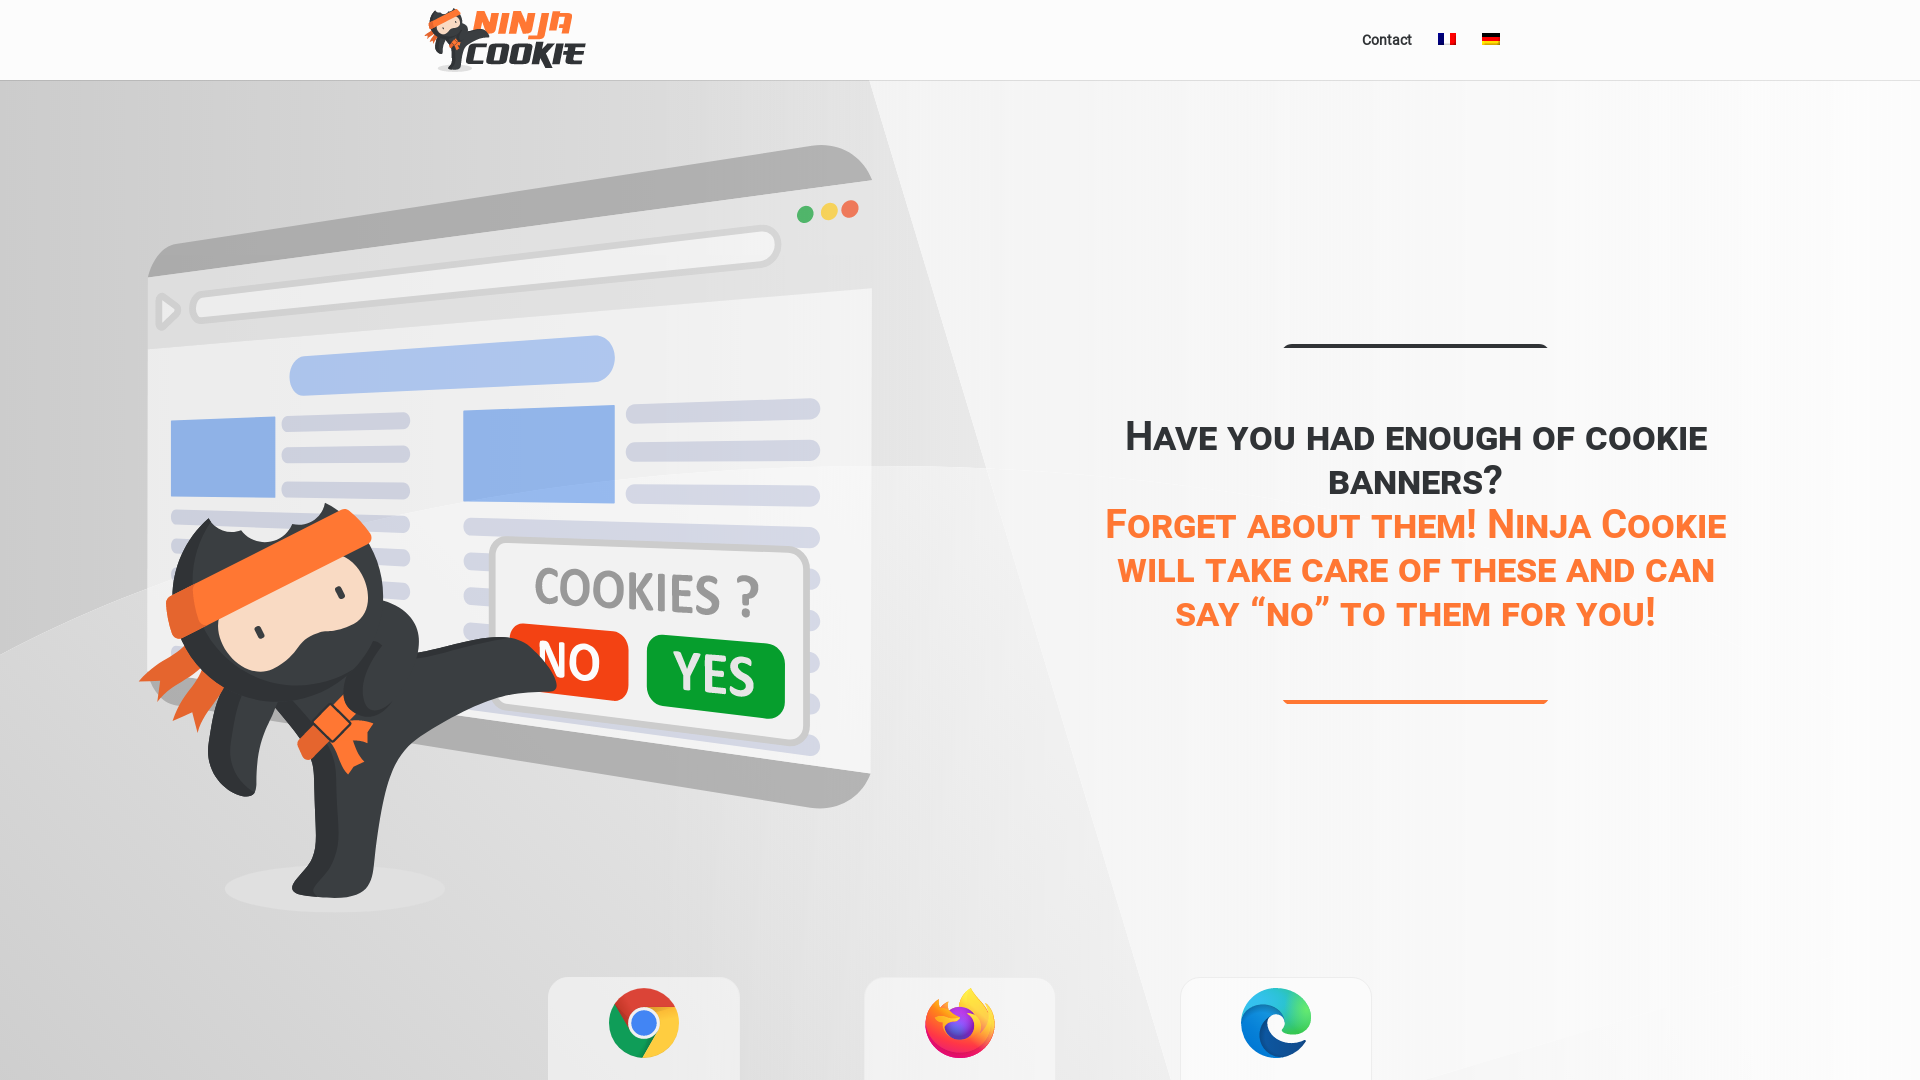 NINJA
COOKIE
Contact
Have you had enough of cookie
banners?
Forget about them! Ninja Cookie
will take care of these and can
say “no” to them for you!
COOKIES ?
NO
YES